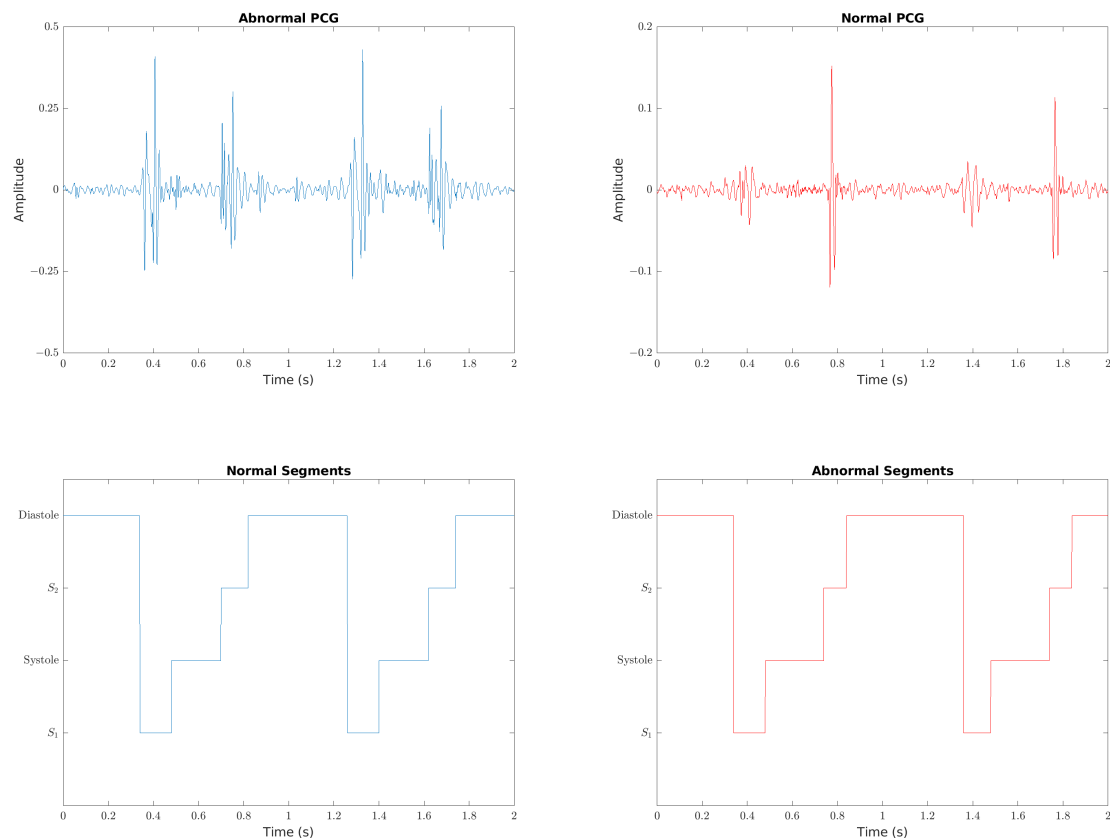 Abnormal PCG
0.5
0.25
0
−0.25
−0.5
Amplitude
0 0.2 0.4 0.6 0.8 1 1.2 1.4 1.6 1.8 2
Time (s)
Normal PCG
0.2
0.1
0
−0.1
−0.2
Amplitude
0 0.2 0.4 0.6 0.8 1 1.2 1.4 1.6 1.8 2
Time (s)
Normal Segments
Diastole
S₂
Systole
S₁
0 0.2 0.4 0.6 0.8 1 1.2 1.4 1.6 1.8 2
Time (s)
Abnormal Segments
Diastole
S₂
Systole
S₁
0 0.2 0.4 0.6 0.8 1 1.2 1.4 1.6 1.8 2
Time (s)